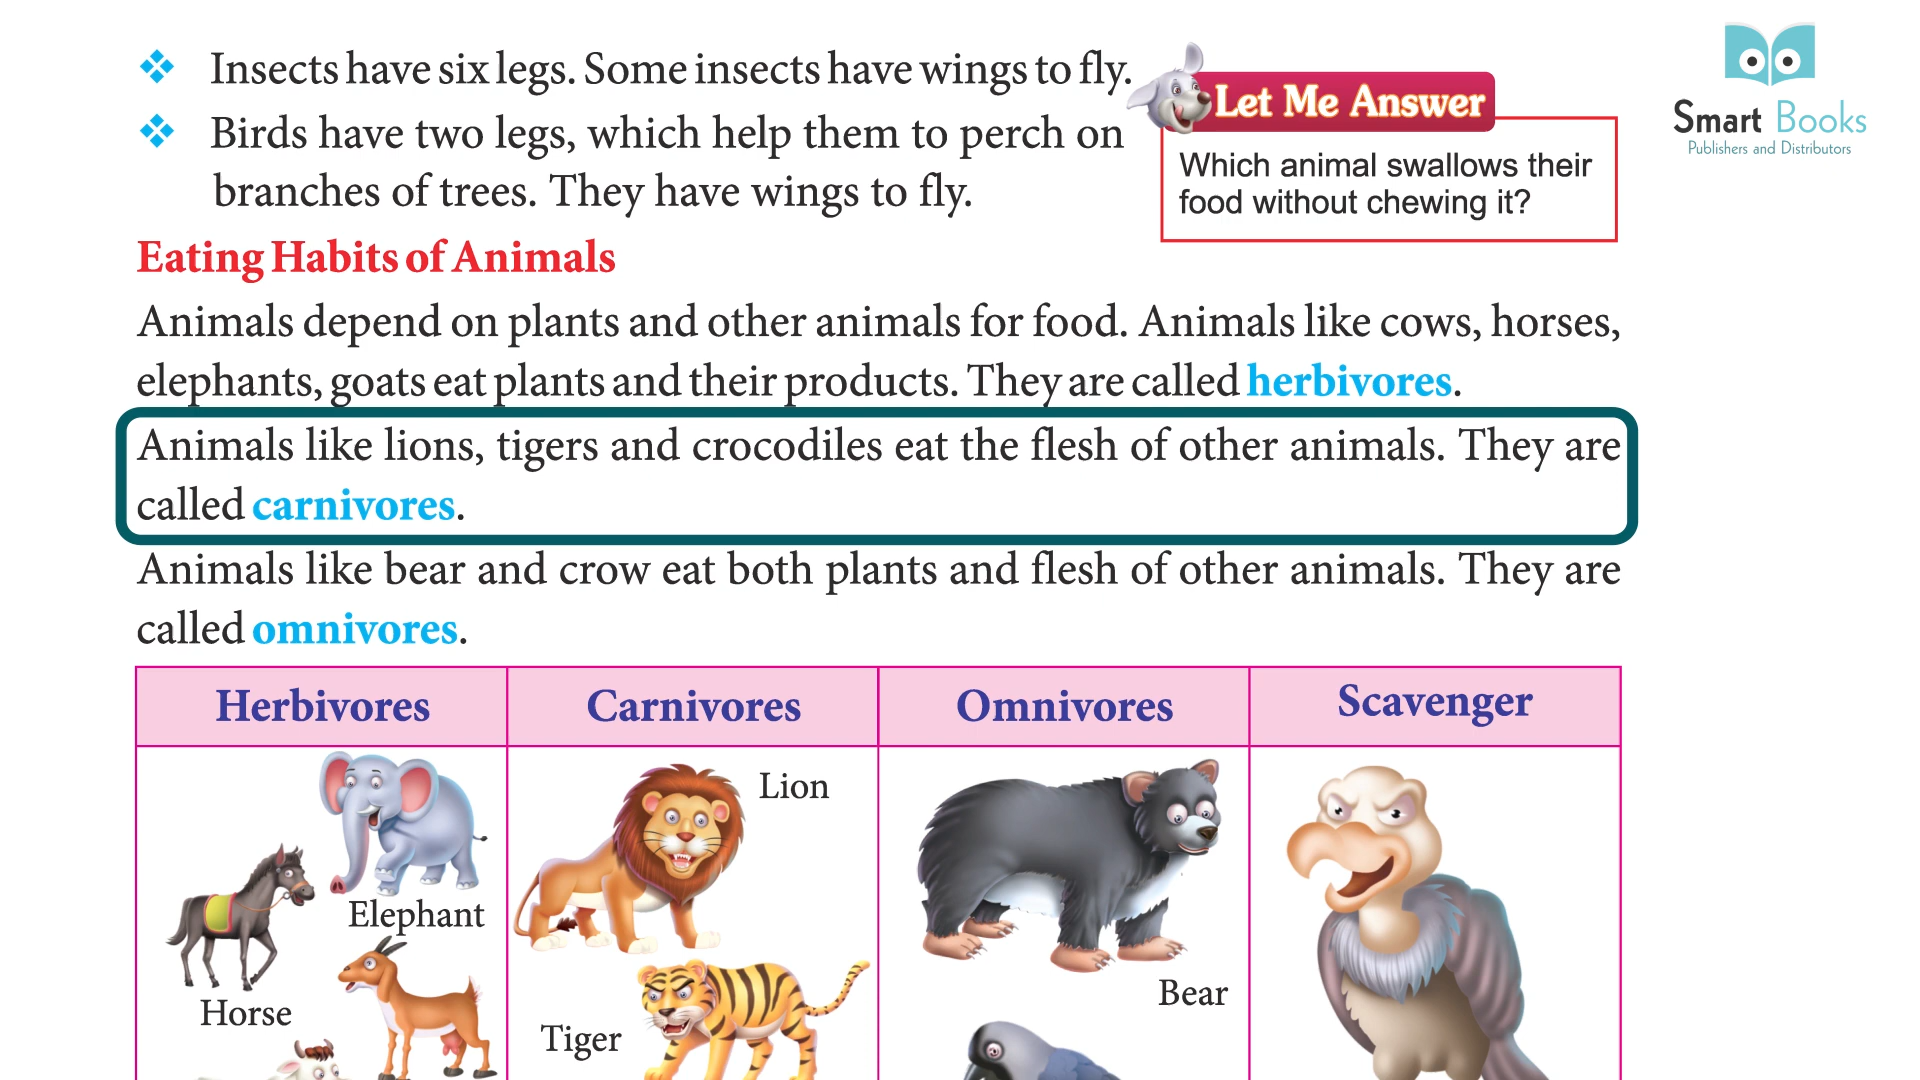 Insects have six legs. Some insects have wings to fly.
Birds have two legs, which help them to perch on
branches of trees. They have wings to fly.
Let Me Answer
Which animal swallows their
food without chewing it?
Smart Books
Publishers and Distributors
Eating Habits of Animals
Animals depend on plants and other animals for food. Animals like cows, horses,
elephants, goats eat plants and their products. They are called herbivores.
Animals like lions, tigers and crocodiles eat the flesh of other animals. They are
called carnivores.
Animals like bear and crow eat both plants and flesh of other animals. They are
called omnivores.
Herbivores Carnivores Omnivores Scavenger
Lion
Elephant
Bear
Horse
Tiger